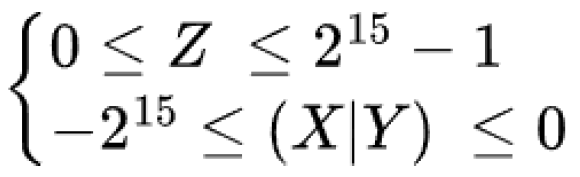 0 ≤ Z ≤ 2^15 − 1
−2^15 ≤ (X|Y) ≤ 0